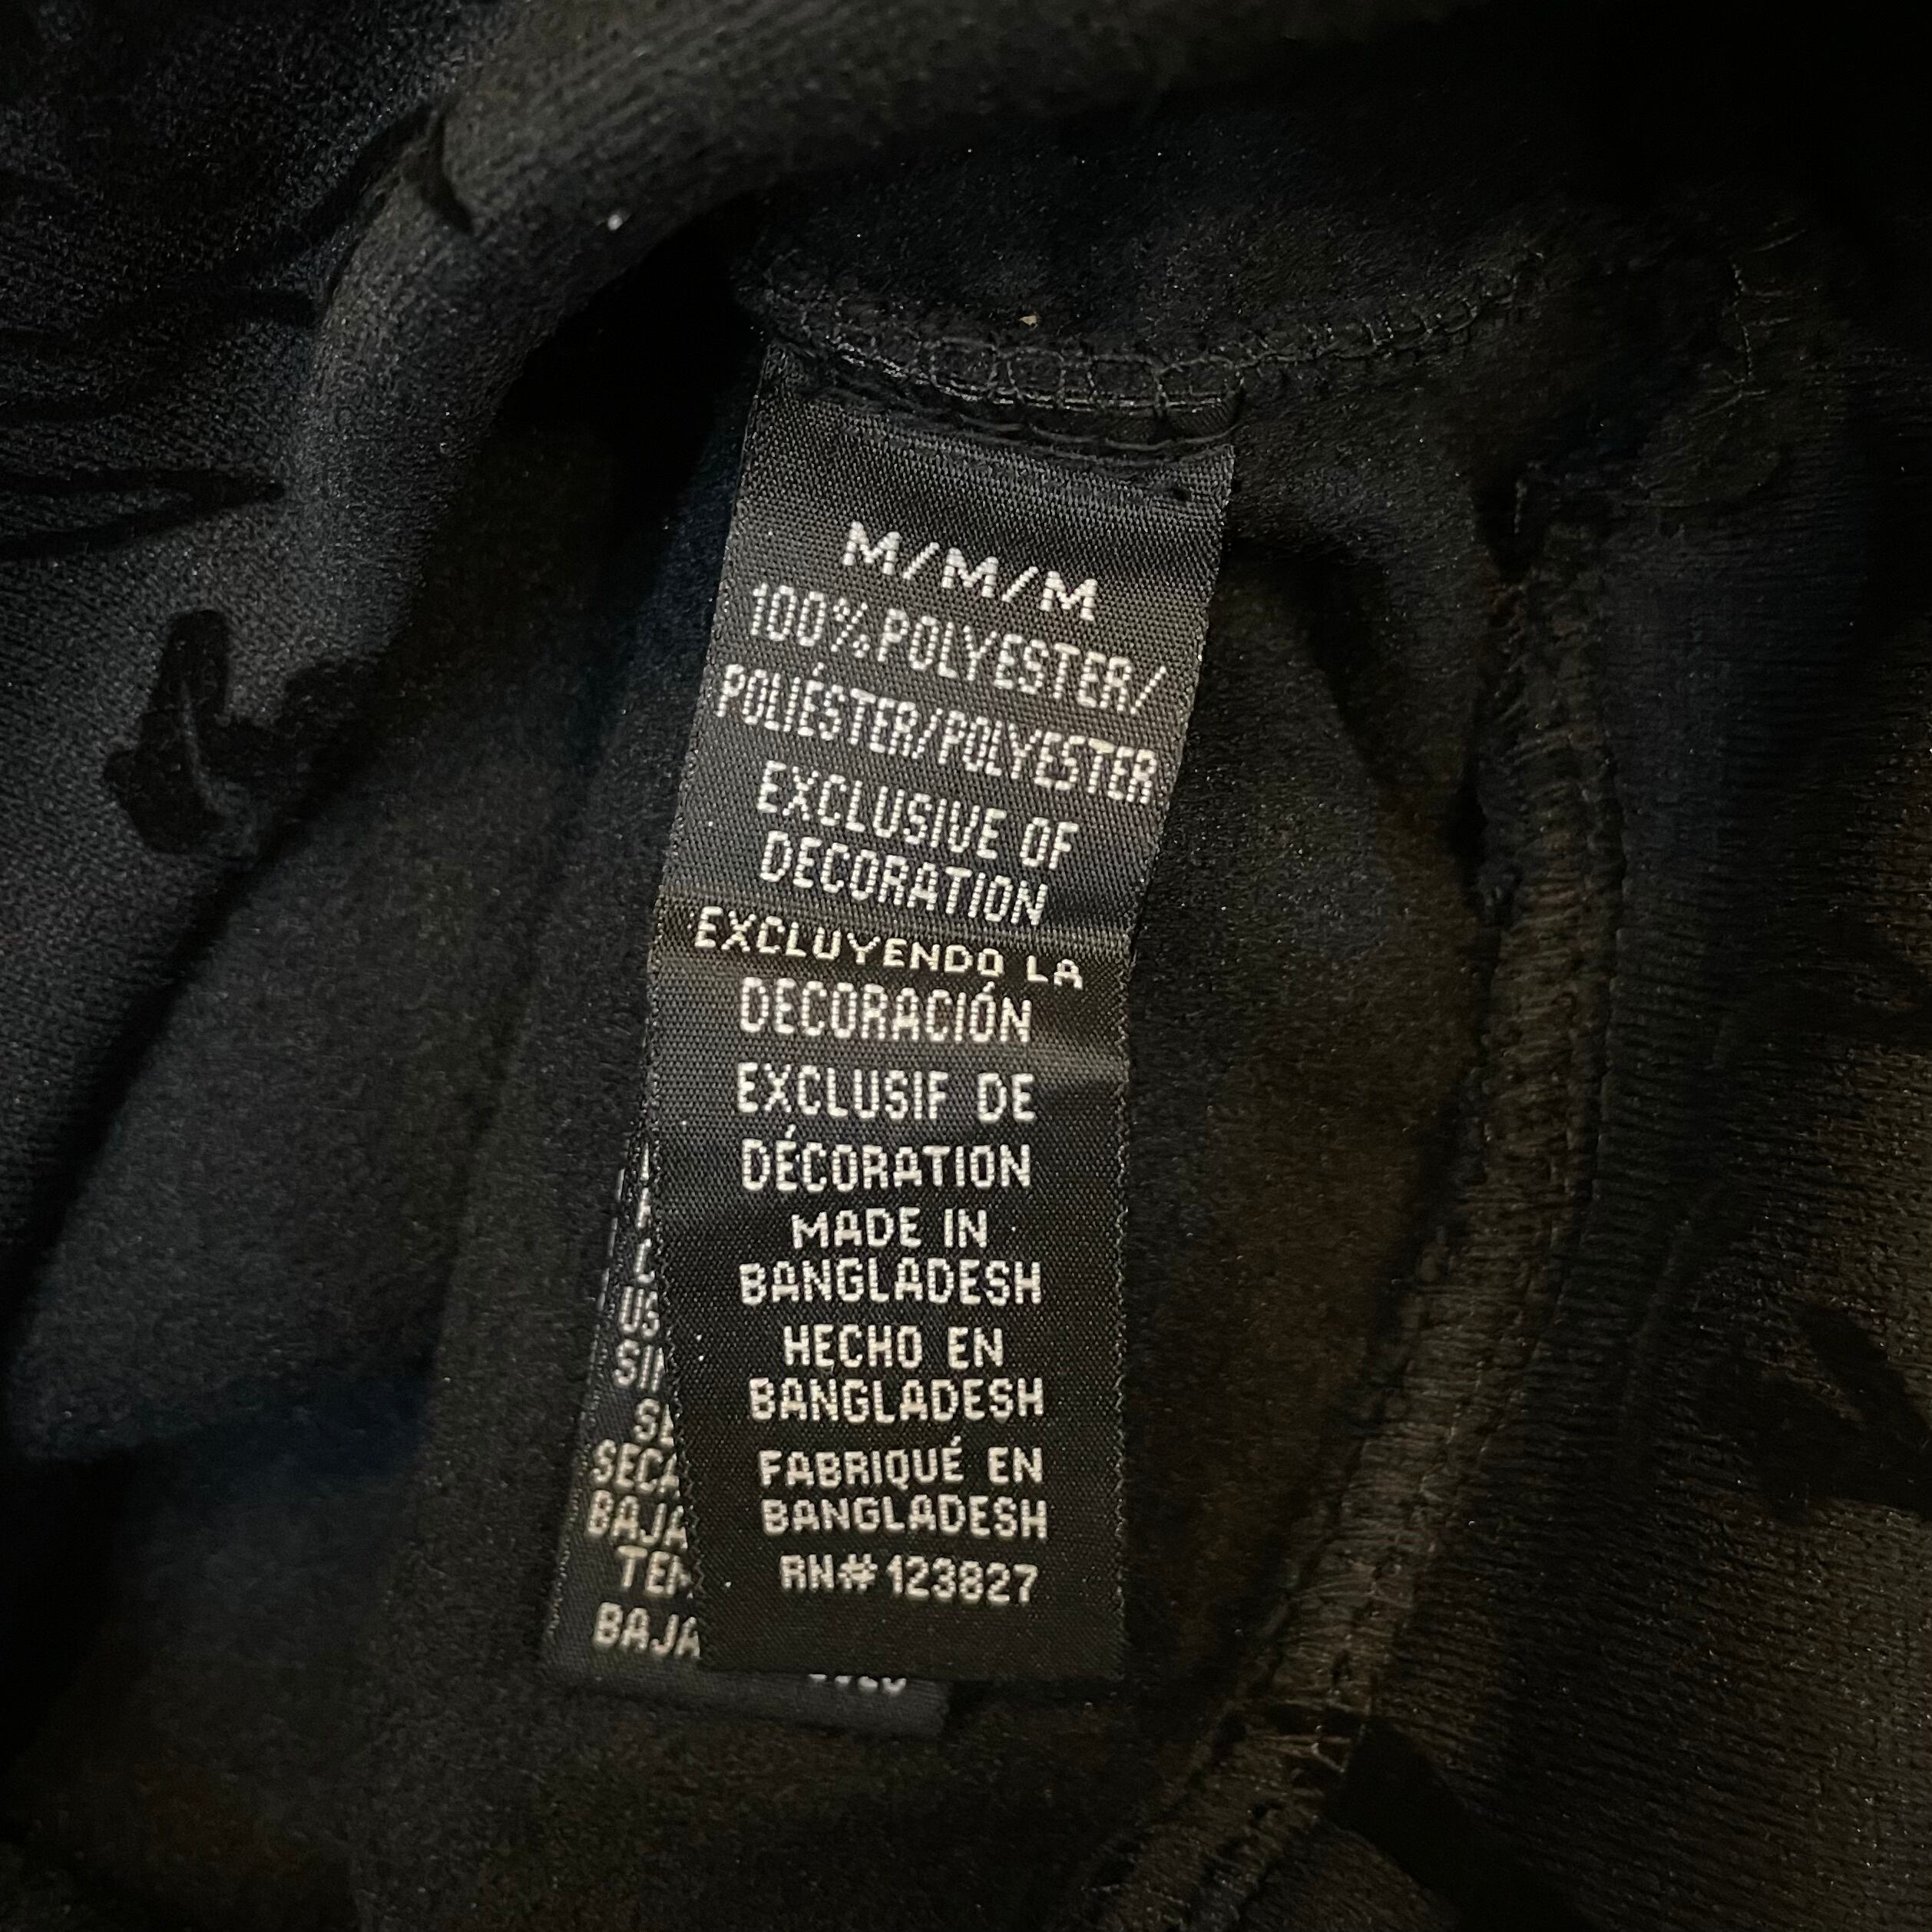 M/M/M
100% POLYESTER/
POLIÉSTER/POLYESTER
EXCLUSIVE OF
DECORATION
EXCLUYENDO LA
DECORACIÓN
EXCLUSIF DE
DÉCORATION
MADE IN
BANGLADESH
HECHO EN
BANGLADESH
FABRIQUÉ EN
BANGLADESH
RN# 123827